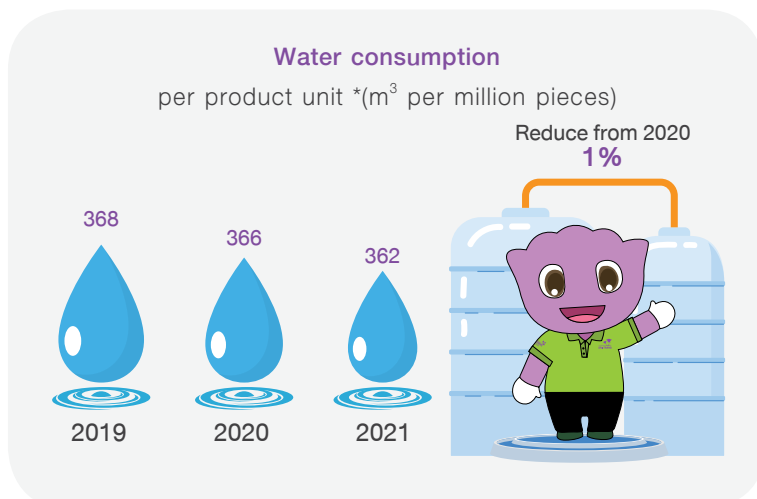 Water consumption
per product unit *(m³ per million pieces)
Reduce from 2020
1%
368
366
362
2019
2020
2021